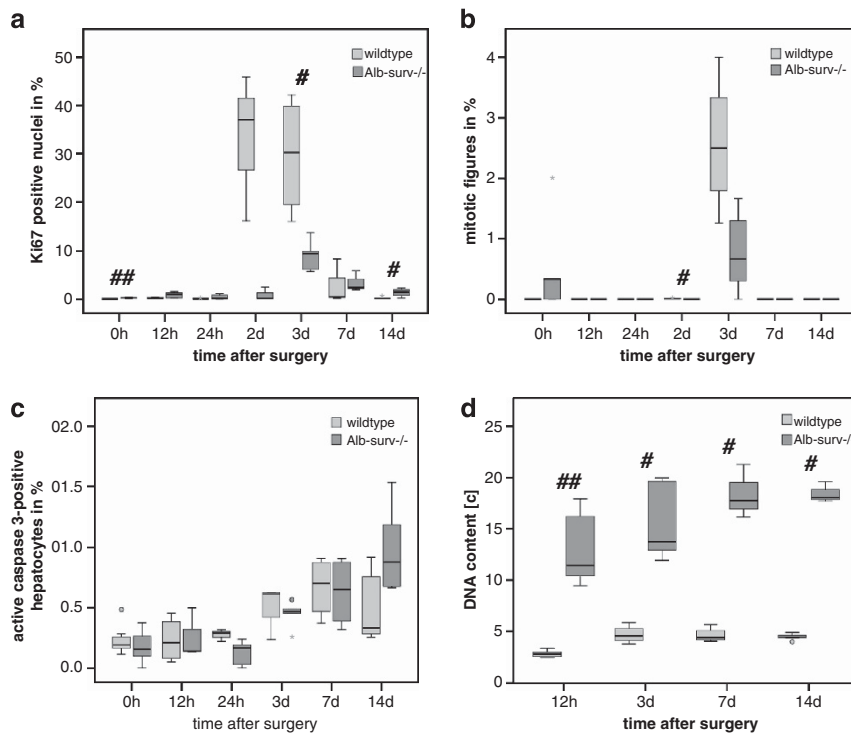 a
Ki67 positive nuclei in %
50
40
30
20
10
0
wildtype
Alb-surv-/-
##
#
#
0h 12h 24h 2d 3d 7d 14d
time after surgery
b
mitotic figures in %
4
3
2
1
0
wildtype
Alb-surv-/-
*
#
0h 12h 24h 2d 3d 7d 14d
time after surgery
c
active caspase 3-positive
hepatocytes in %
02.0
01.5
01.0
0.5
0.0
wildtype
Alb-surv-/-
0h 12h 24h 3d 7d 14d
time after surgery
d
DNA content [c]
25
20
15
10
5
0
wildtype
Alb-surv-/
##
#
#
#
12h 3d 7d 14d
time after surgery